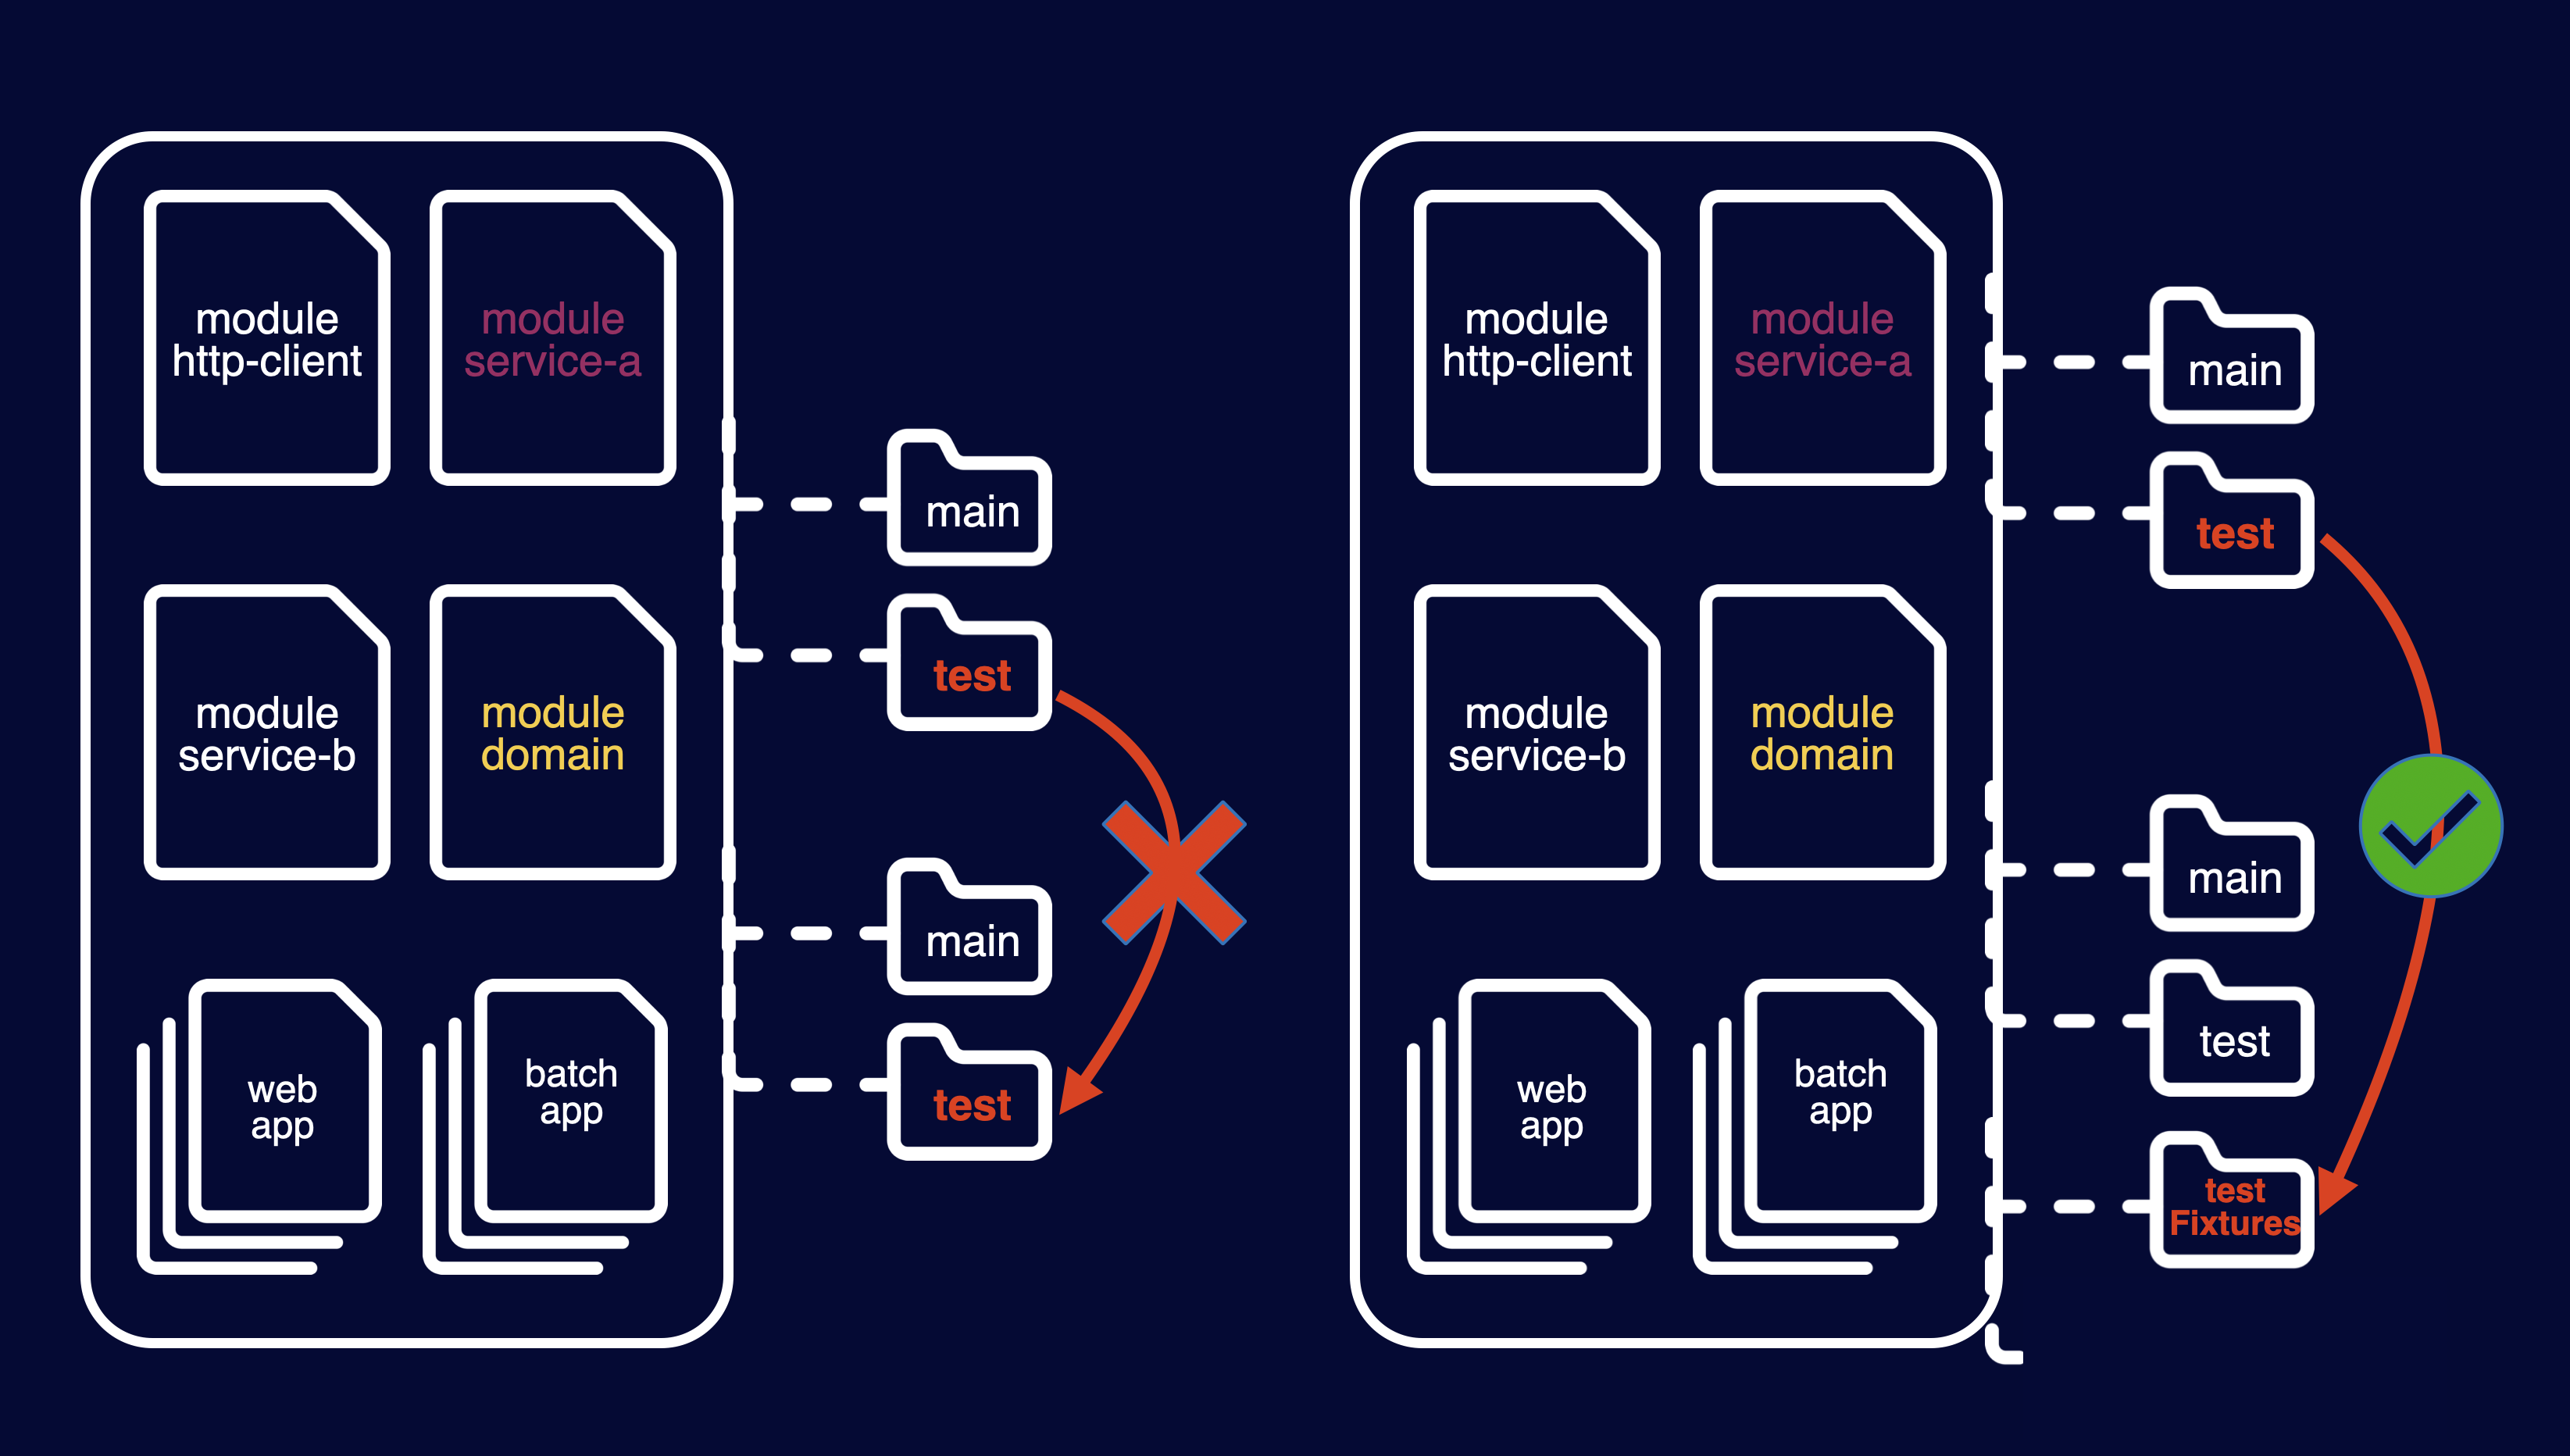 module
http-client
module
service-a
main
test
module
service-b
module
domain
main
test
web
app
batch
app
module
http-client
module
service-a
main
test
module
service-b
module
domain
main
test
test
Fixtures
web
app
batch
app